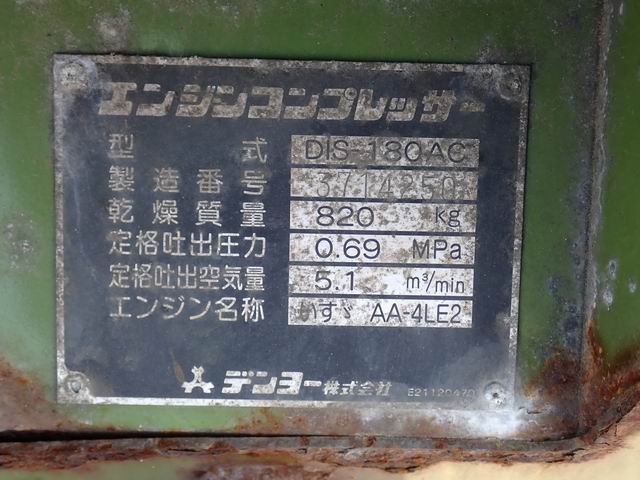 エンジンコンプレッサー
型 式 DIS-180AC
製造番号 3714250
乾燥質量 820 kg
定格吐出圧力 0.69 MPa
定格吐出空気量 5.1 m³/min
エンジン名称 いすゞ AA-4LE2
デンヨー株式会社 E21120470